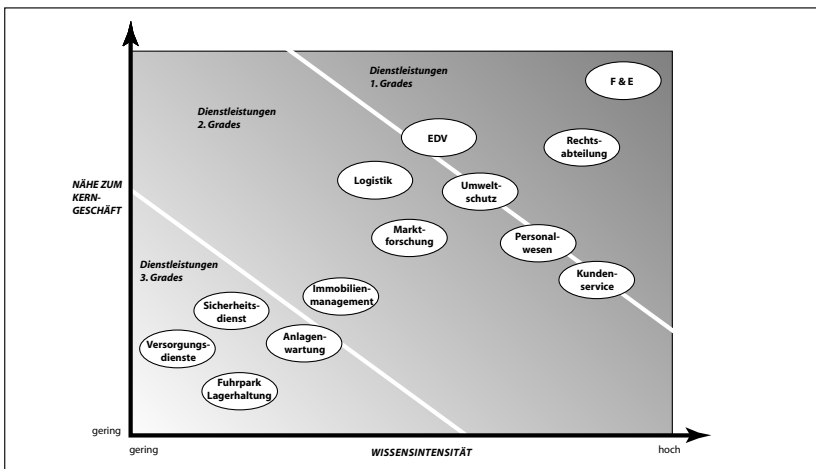 Dienstleistungen
1. Grades
F & E
Dienstleistungen
2. Grades
EDV
Rechts-
abteilung
Logistik
Umwelt-
schutz
NÄHE ZUM
KERN-
GESCHÄFT
Markt-
forschung
Personal-
wesen
Kunden-
service
Dienstleistungen
3. Grades
Immobilien-
management
Sicherheits-
dienst
Anlagen-
wartung
Versorgungs-
dienste
Fuhrpark
Lagerhaltung
gering
gering
WISSENSINTENSITÄT
hoch